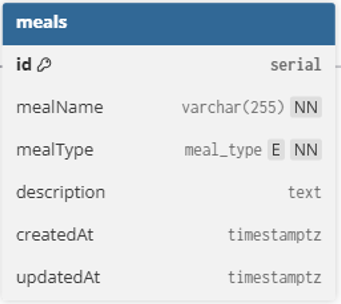 meals
id serial
mealName varchar(255) NN
mealType meal_type E NN
description text
createdAt timestamptz
updatedAt timestamptz